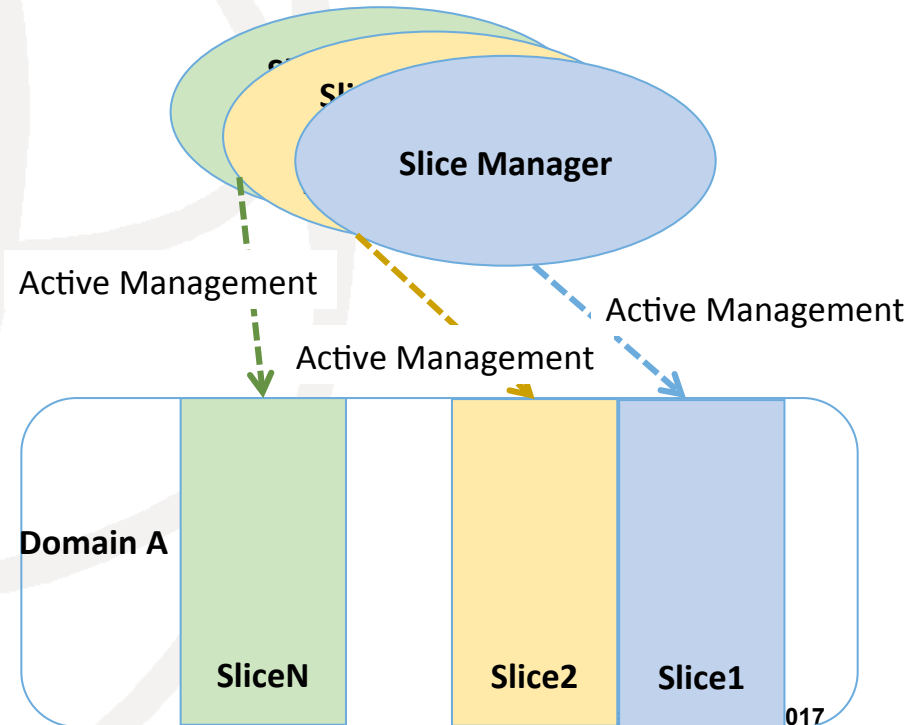 Slice Manager
Active Management
Active Management
Active Management
Domain A
SliceN
Slice2
Slice1
017